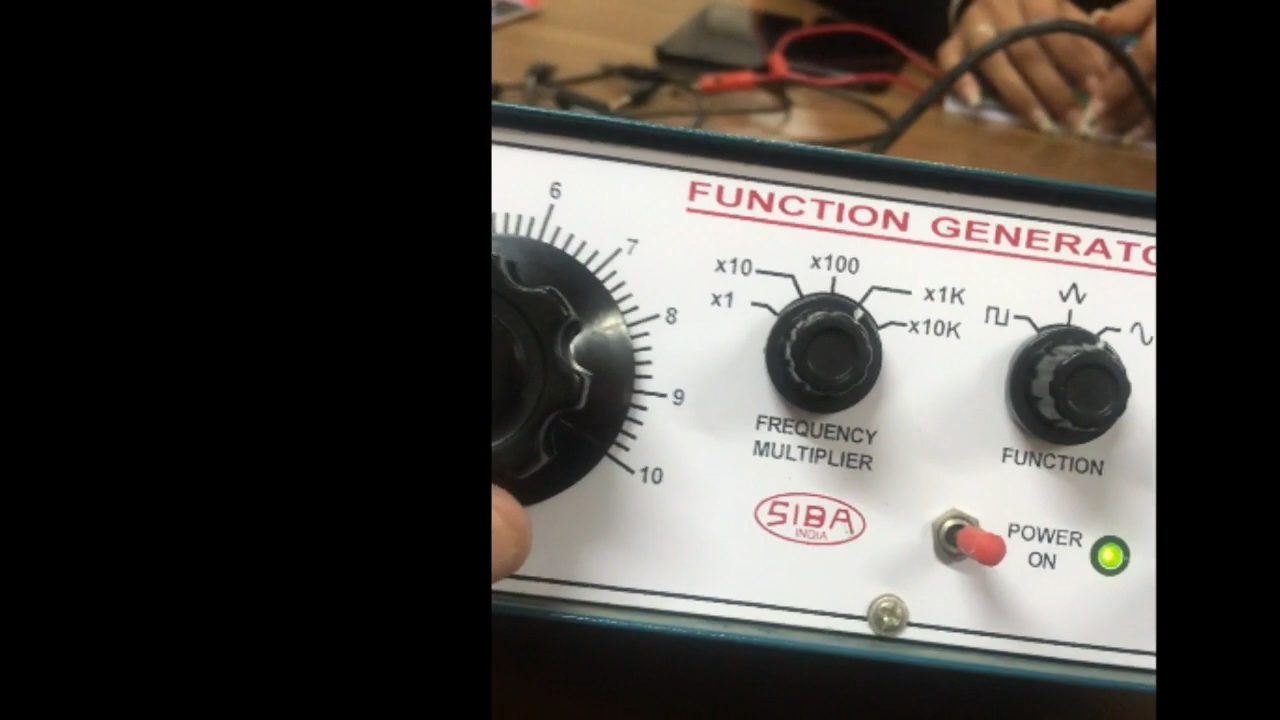 FUNCTION GENERATO
6
7
8
9
10
x1
x10
x100
x1K
x10K
FREQUENCY
MULTIPLIER
FUNCTION
SIBA
INDIA
POWER
ON